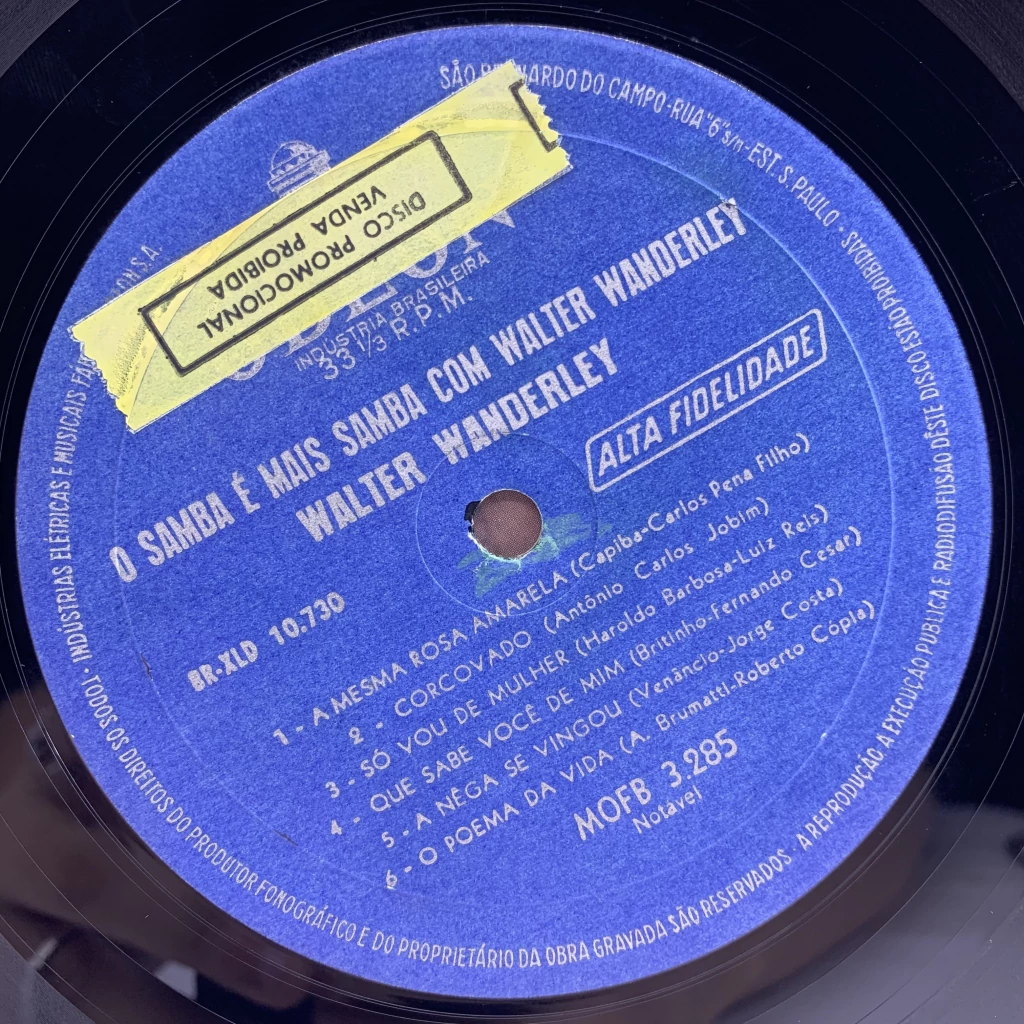 DISCO PROMOCIONAL
VENDA PROIBIDA
INDÚSTRIA BRASILEIRA
33 1/3 R.P.M.
O SAMBA É MAIS SAMBA COM WALTER WANDERLEY
WALTER WANDERLEY
ALTA FIDELIDADE
BR-XLD 10.730
1 - A MESMA ROSA AMARELA (Capiba-Carlos Pena Filho)
2 - CORCOVADO (Antônio Carlos Jobim)
3 - SÓ VOU DE MULHER (Haroldo Barbosa-Luiz Reis)
4 - QUE SABE VOCÊ DE MIM (Britinho-Fernando Cesar)
5 - A NÊGA SE VINGOU (Venâncio-Jorge Costa)
6 - O POEMA DA VIDA (A. Brumatti-Roberto Cópia)
MOFB 3.285
Notável
INDÚSTRIAS ELÉTRICAS E MUSICAIS S.A.
SÃO DO CAMPO - RUA "6" s/n - EST. S. PAULO · TODOS OS DIREITOS DO PRODUTOR FONOGRÁFICO E DO PROPRIETÁRIO DA OBRA GRAVADA SÃO RESERVADOS · A REPRODUÇÃO A EXECUÇÃO PUBLICA E RADIODIFUSÃO DÊSTE DISCO ESTÃO PROIBIDAS ·